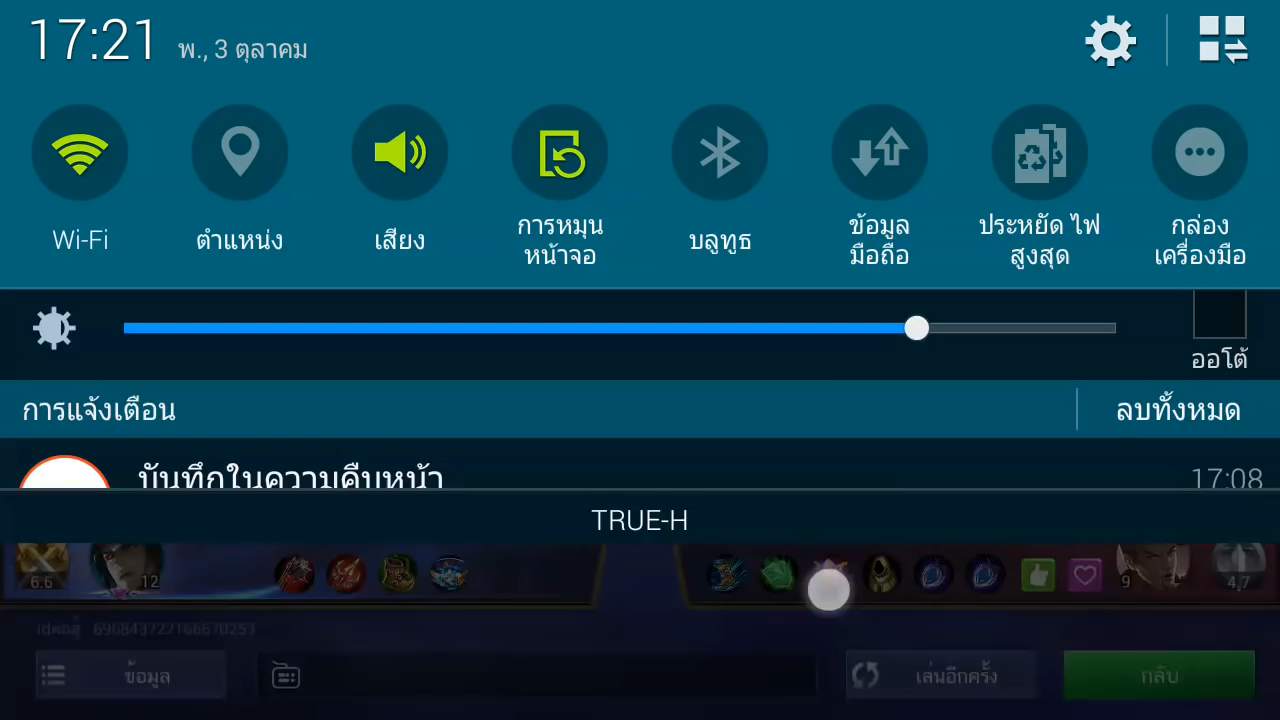 17:21 พ., 3 ตุลาคม
Wi-Fi
ตำแหน่ง
เสียง
การหมุน
หน้าจอ
บลูทูธ
ข้อมูล
มือถือ
ประหยัด ไฟ
สูงสุด
กล่อง
เครื่องมือ
ออโต้
การแจ้งเตือน
ลบทั้งหมด
บันทึกในความคืบหน้า
17:08
TRUE-H
6.6
12
9
4,7
696843722166670253
ข้อมูล
เล่นอีกครั้ง
กลับ